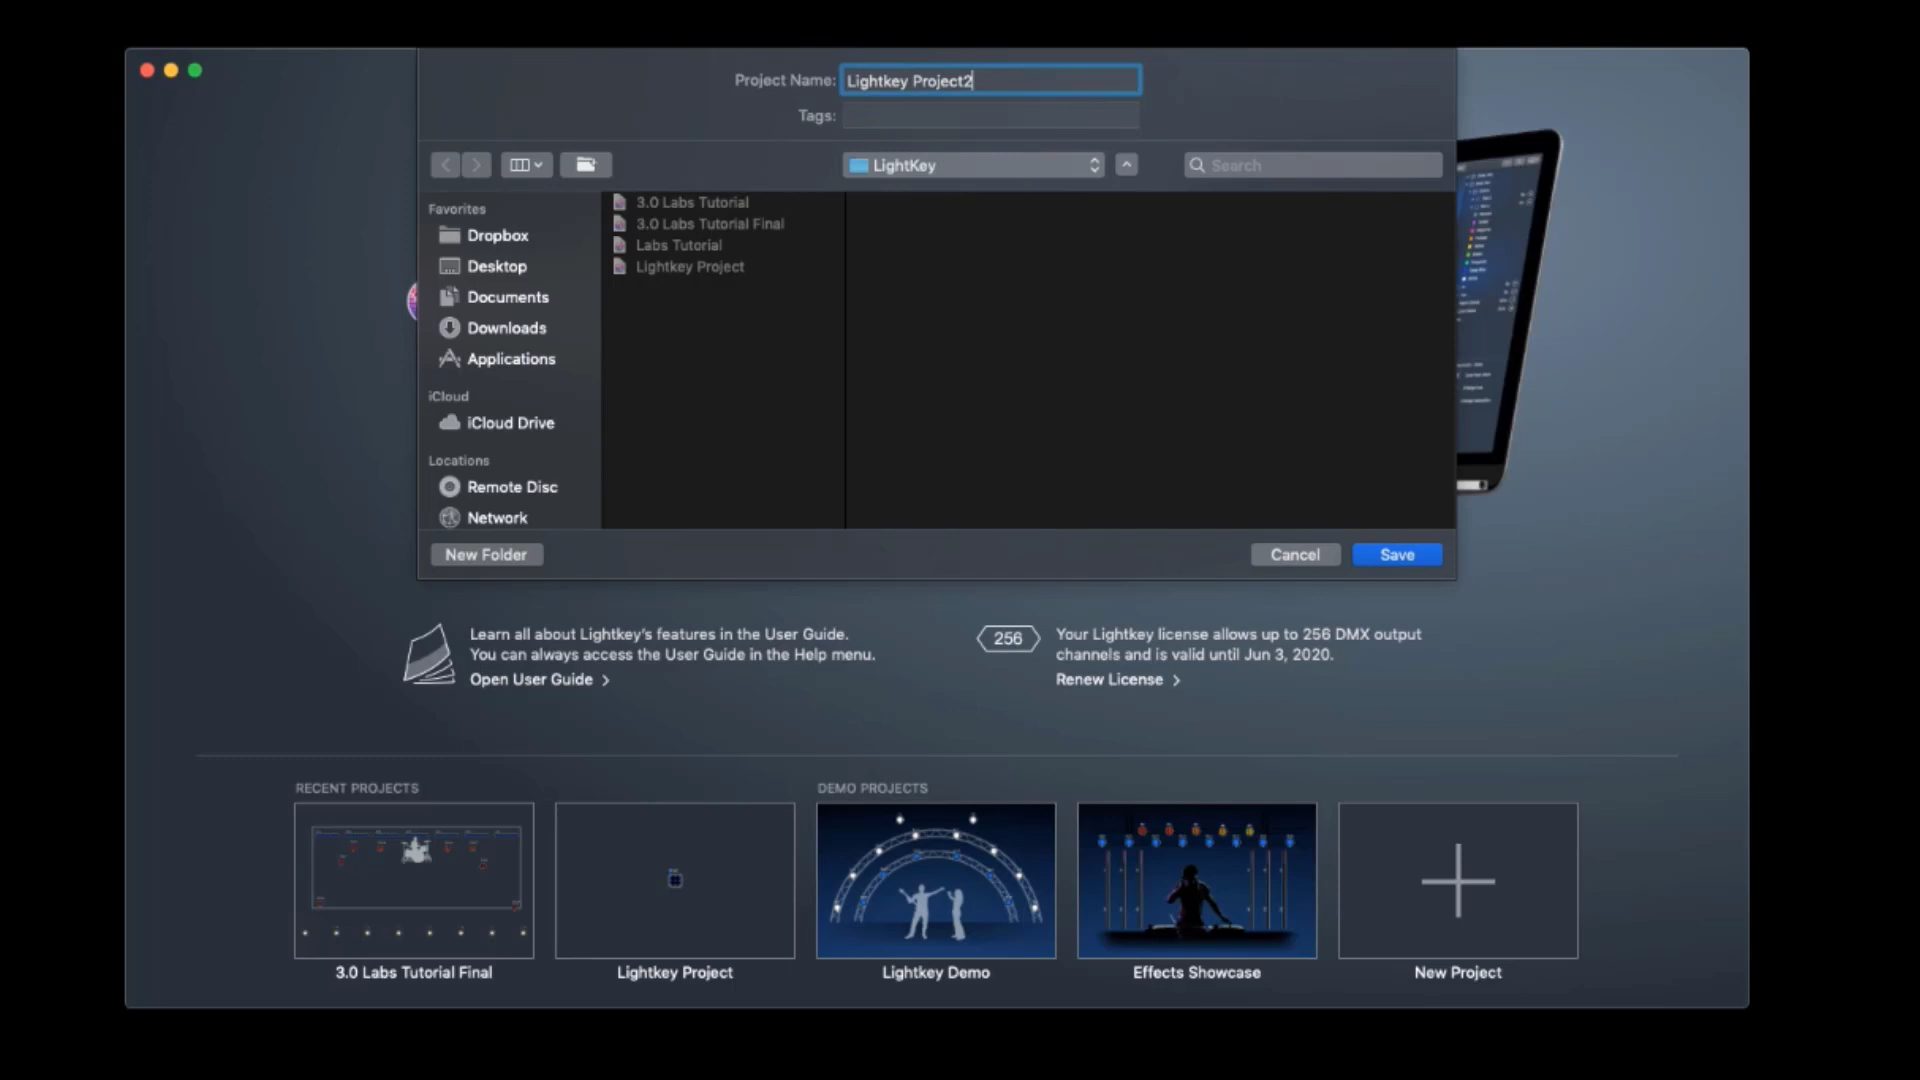 Project Name: Lightkey Project2
Tags:
LightKey
Search
Favorites
Dropbox
Desktop
Documents
Downloads
Applications
iCloud
iCloud Drive
Locations
Remote Disc
Network
3.0 Labs Tutorial
3.0 Labs Tutorial Final
Labs Tutorial
Lightkey Project
New Folder
Cancel
Save
Learn all about Lightkey's features in the User Guide.
You can always access the User Guide in the Help menu.
Open User Guide >
256
Your Lightkey license allows up to 256 DMX output
channels and is valid until Jun 3, 2020.
Renew License >
RECENT PROJECTS
DEMO PROJECTS
3.0 Labs Tutorial Final
Lightkey Project
Lightkey Demo
Effects Showcase
New Project